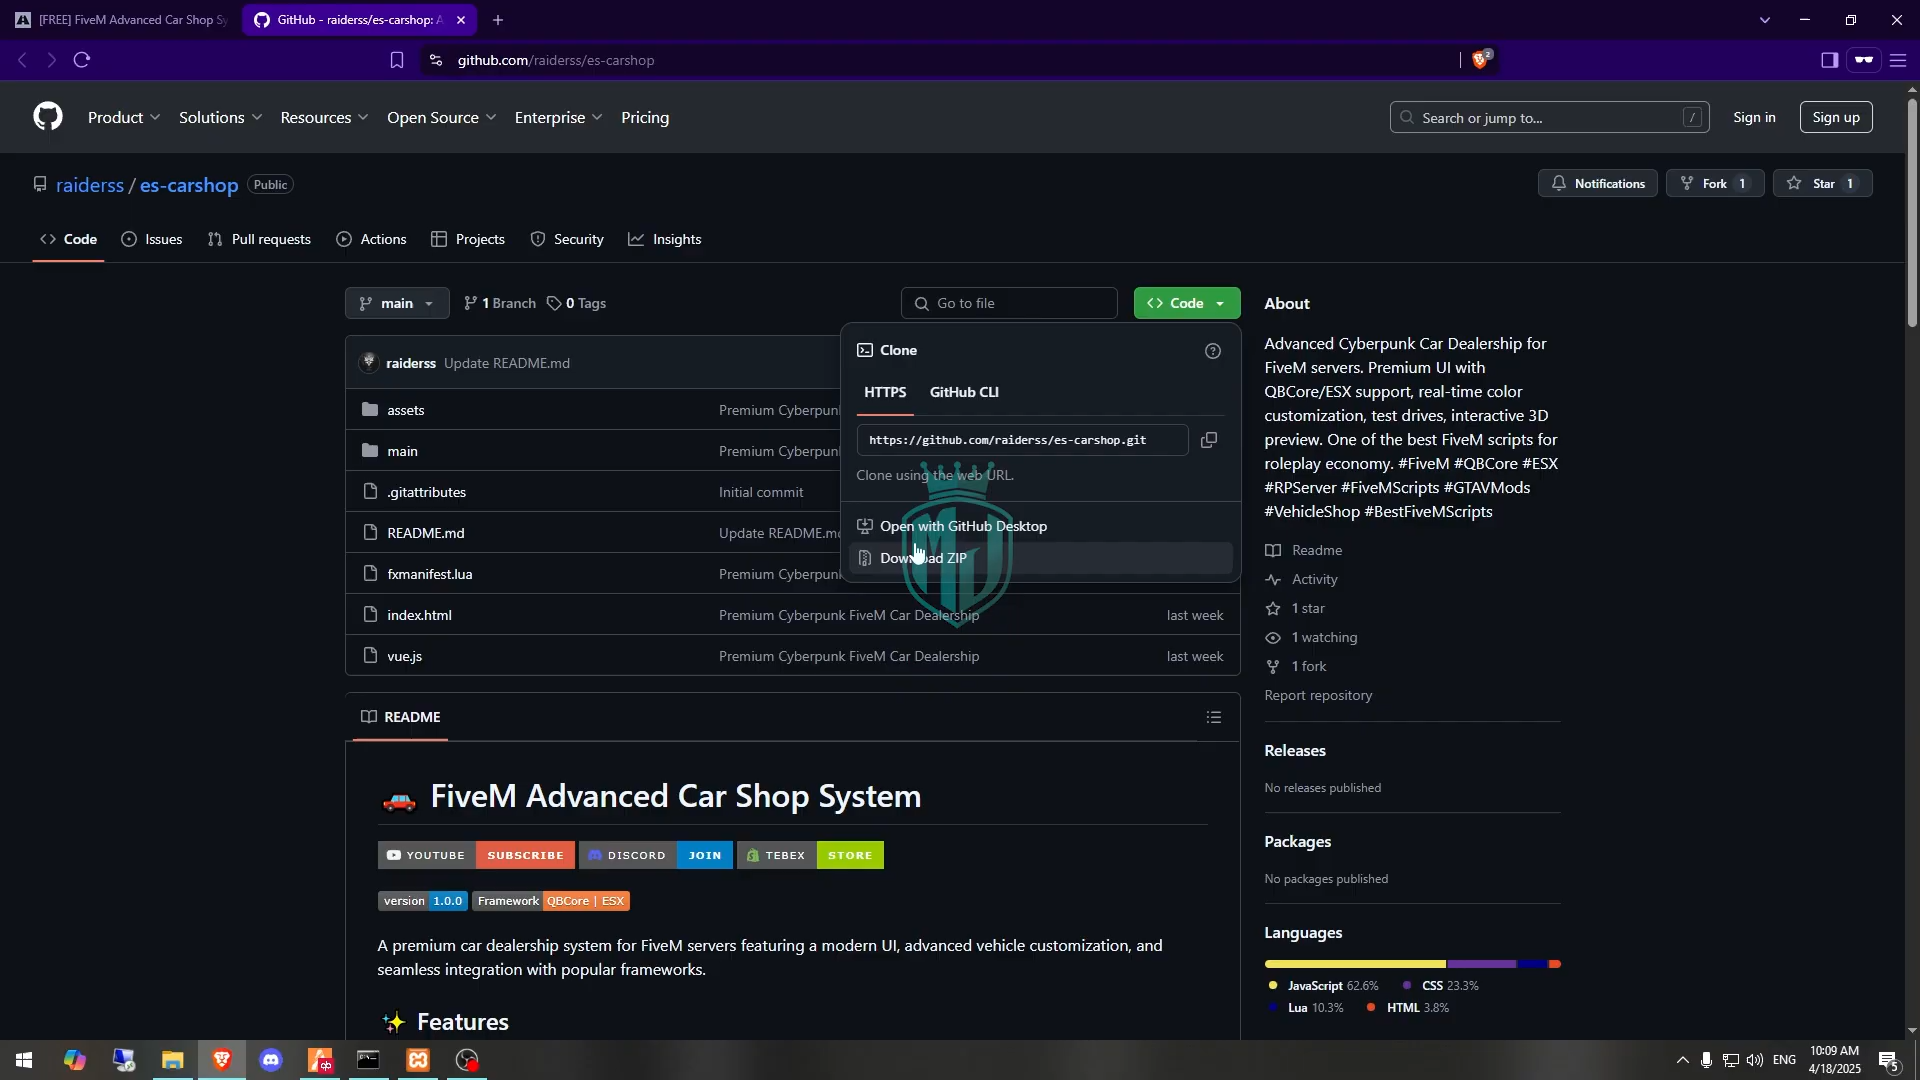 [FREE] FiveM Advanced Car Shop Sy
GitHub - raiderss/es-carshop: A
github.com/raiderss/es-carshop
2
Product
Solutions
Resources
Open Source
Enterprise
Pricing
Search or jump to...
/
Sign in
Sign up
raiderss / es-carshop
Public
Notifications
Fork 1
Star 1
Code
Issues
Pull requests
Actions
Projects
Security
Insights
main
1 Branch
0 Tags
Go to file
Code
About
Advanced Cyberpunk Car Dealership for
FiveM servers. Premium UI with
QBCore/ESX support, real-time color
customization, test drives, interactive 3D
preview. One of the best FiveM scripts for
roleplay economy. #FiveM #QBCore #ESX
#RPServer #FiveMScripts #GTAVMods
#VehicleShop #BestFiveMScripts
Clone
HTTPS
GitHub CLI
https://github.com/raiderss/es-carshop.git
Clone using the web URL.
Open with GitHub Desktop
Download ZIP
raiderss Update README.md
assets Premium Cyberpun
main Premium Cyberpun
.gitattributes Initial commit
README.md Update README.m
fxmanifest.lua Premium Cyberpun
index.html Premium Cyberpunk FiveM Car Dealership last week
vue.js Premium Cyberpunk FiveM Car Dealership last week
Readme
Activity
1 star
1 watching
1 fork
Report repository
Releases
No releases published
Packages
No packages published
Languages
JavaScript 62.6% CSS 23.3%
Lua 10.3% HTML 3.8%
README
FiveM Advanced Car Shop System
YOUTUBE SUBSCRIBE DISCORD JOIN TEBEX STORE
version 1.0.0 Framework QBCore | ESX
A premium car dealership system for FiveM servers featuring a modern UI, advanced vehicle customization, and
seamless integration with popular frameworks.
Features
ENG
10:09 AM
4/18/2025
5